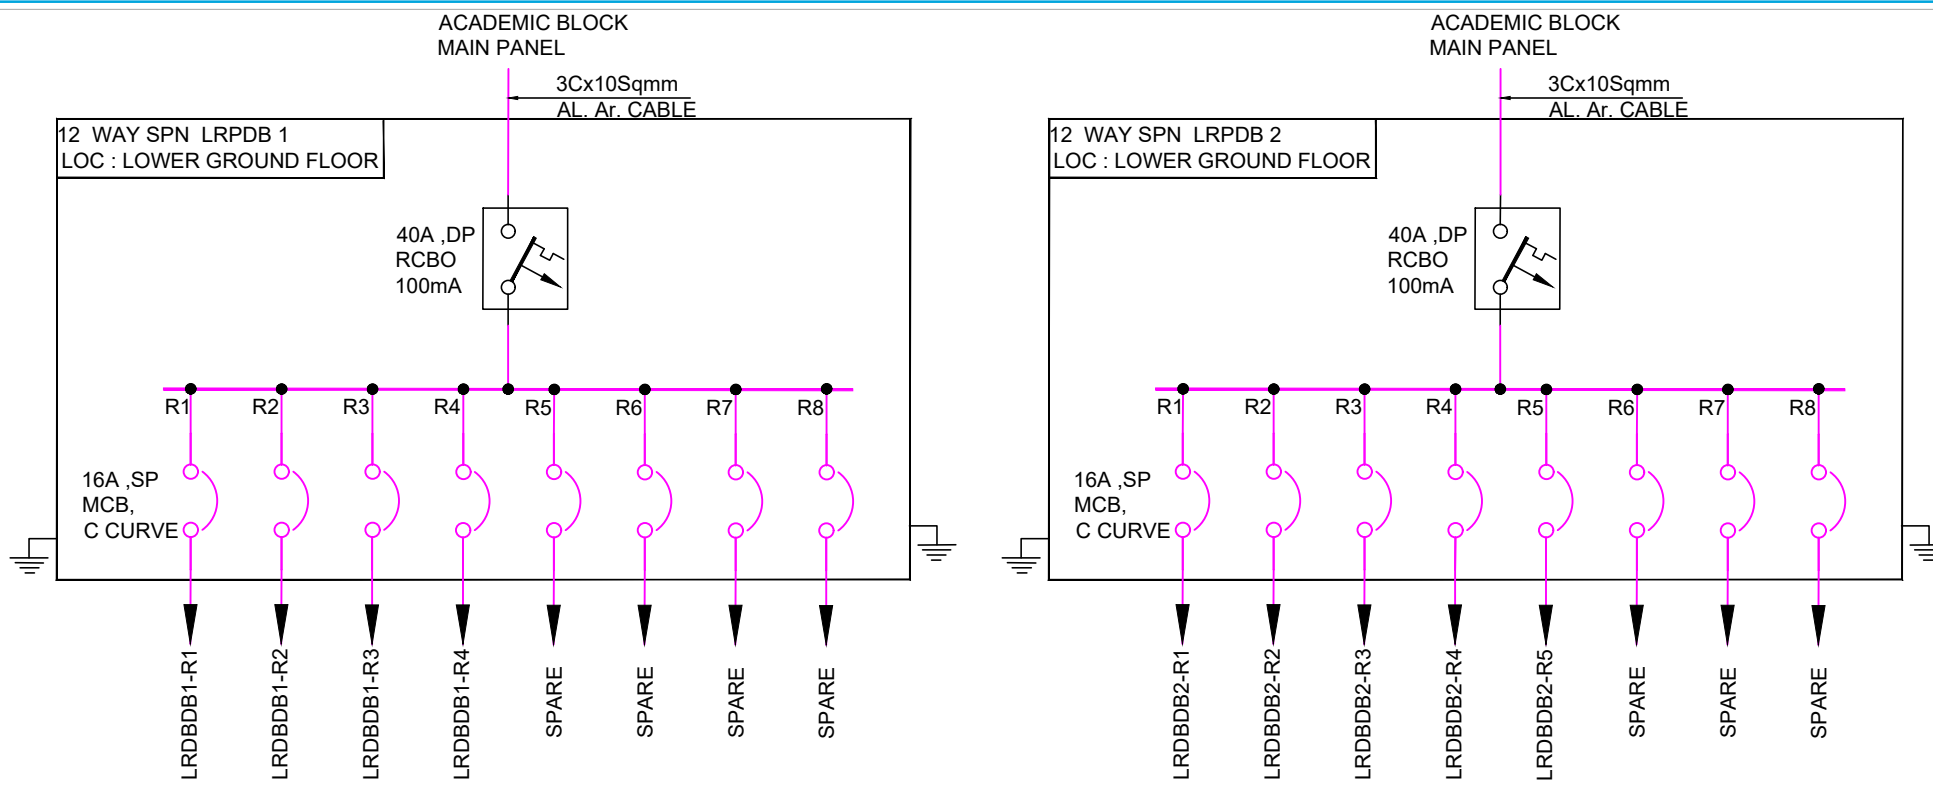 ACADEMIC BLOCK
MAIN PANEL
3Cx10Sqmm
AL. Ar. CABLE
12 WAY SPN LRPDB 1
LOC : LOWER GROUND FLOOR
40A ,DP
RCBO
100mA
R1 R2 R3 R4 R5 R6 R7 R8
16A ,SP
MCB,
C CURVE
LRDBDB1-R1
LRDBDB1-R2
LRDBDB1-R3
LRDBDB1-R4
SPARE
SPARE
SPARE
SPARE
ACADEMIC BLOCK
MAIN PANEL
3Cx10Sqmm
AL. Ar. CABLE
12 WAY SPN LRPDB 2
LOC : LOWER GROUND FLOOR
40A ,DP
RCBO
100mA
R1 R2 R3 R4 R5 R6 R7 R8
16A ,SP
MCB,
C CURVE
LRDBDB2-R1
LRDBDB2-R2
LRDBDB2-R3
LRDBDB2-R4
LRDBDB2-R5
SPARE
SPARE
SPARE